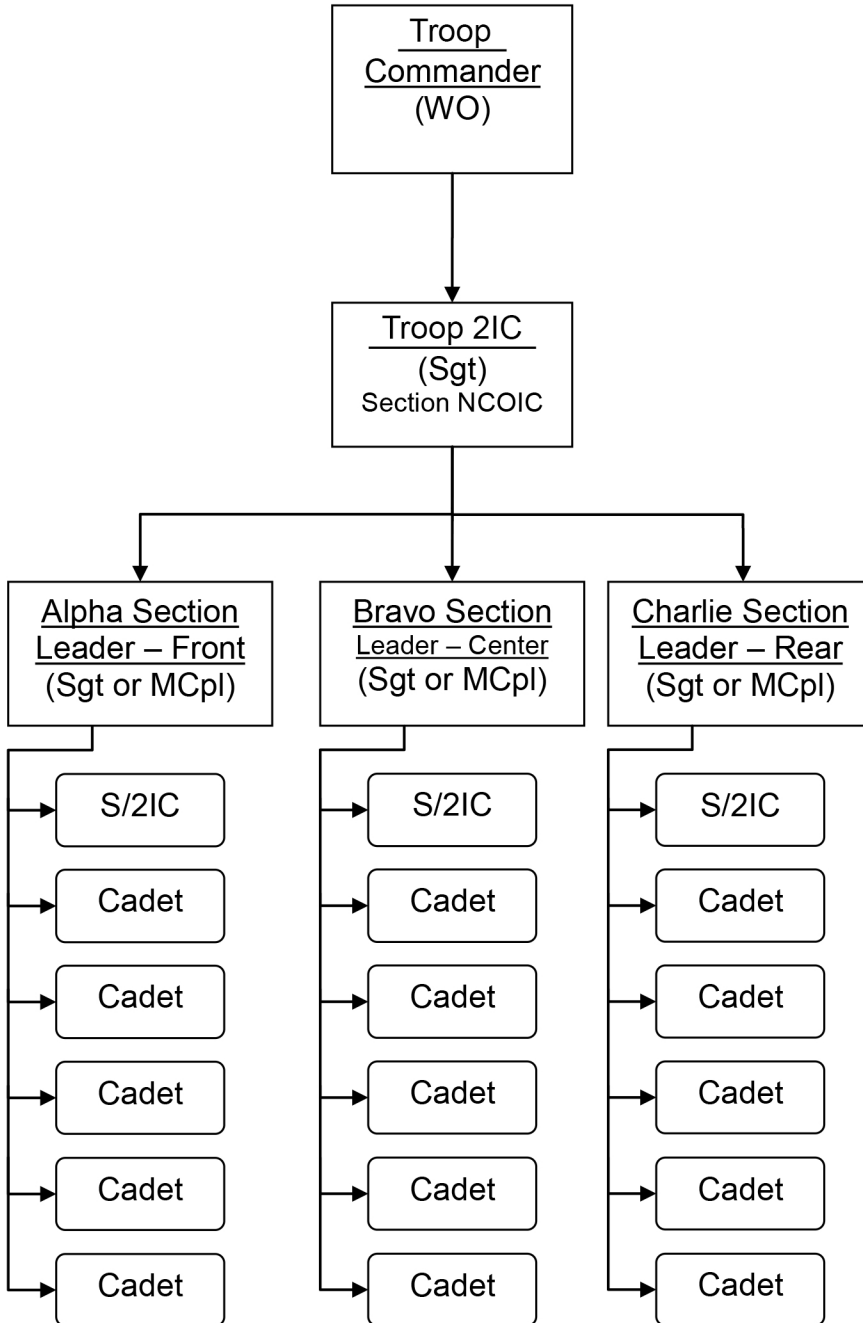 Troop
Commander
(WO)
Troop 2IC
(Sgt)
Section NCOIC
Alpha Section
Leader – Front
(Sgt or MCpl)
Bravo Section
Leader – Center
(Sgt or MCpl)
Charlie Section
Leader – Rear
(Sgt or MCpl)
S/2IC
Cadet
Cadet
Cadet
Cadet
Cadet
S/2IC
Cadet
Cadet
Cadet
Cadet
Cadet
S/2IC
Cadet
Cadet
Cadet
Cadet
Cadet